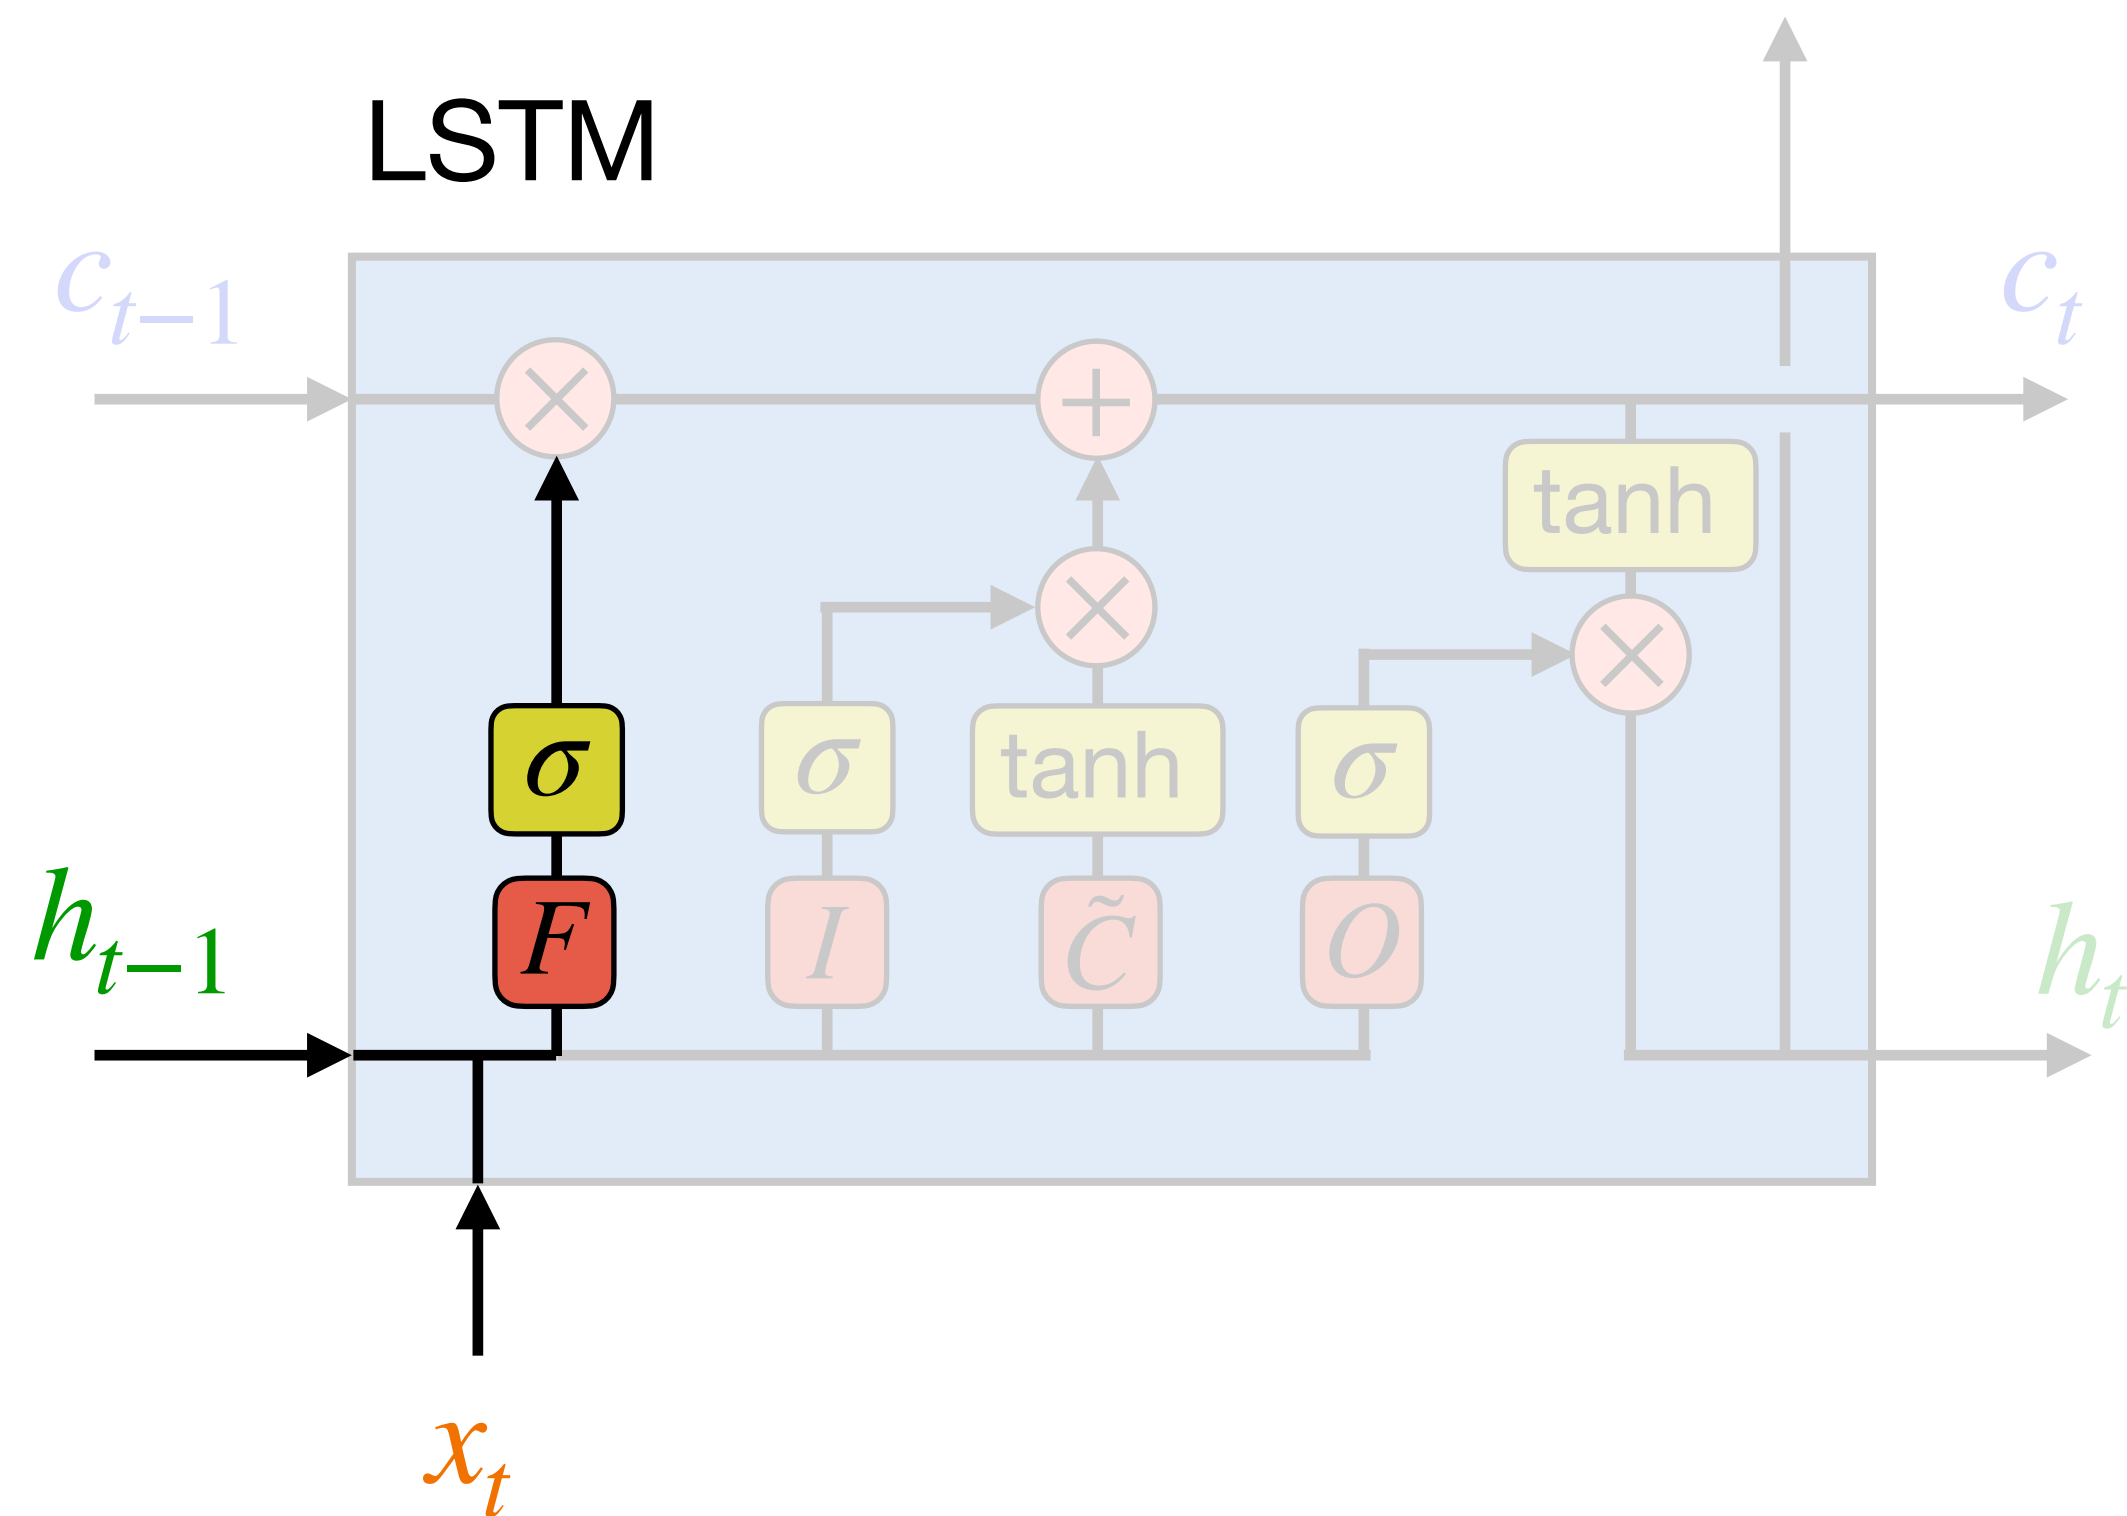 LSTM
c_{t−1}
c_t
× +
tanh
×
×
σ σ tanh σ
h_{t−1}
F I C̃ O
h_t
x_t